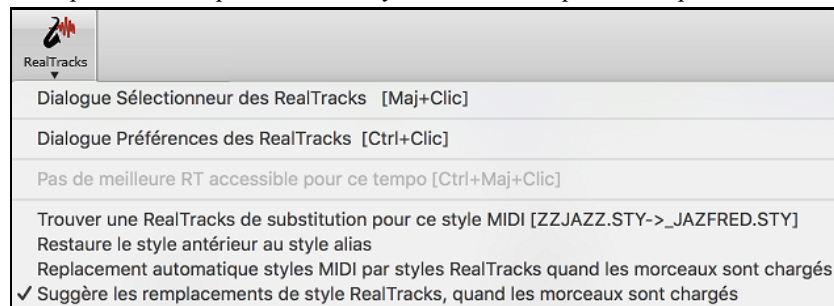 RealTracks
Dialogue Sélectionneur des RealTracks [Maj+Clic]
Dialogue Préférences des RealTracks [Ctrl+Clic]
Pas de meilleure RT accessible pour ce tempo [Ctrl+Maj+Clic]
Trouver une RealTracks de substitution pour ce style MIDI [ZZJAZZ.STY->_JAZFRED.STY]
Restaure le style antérieur au style alias
Replacement automatique styles MIDI par styles RealTracks quand les morceaux sont chargés
✓ Suggère les remplacements de style RealTracks, quand les morceaux sont chargés